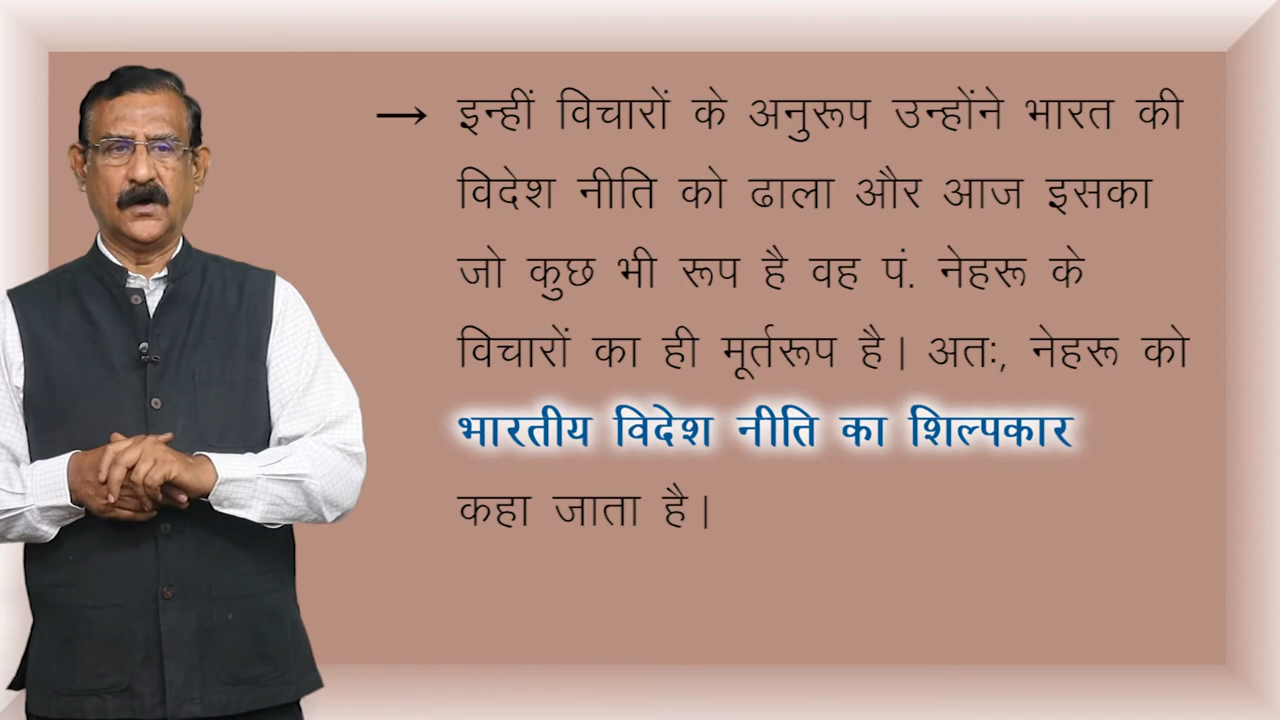 → इन्हीं विचारों के अनुरूप उन्होंने भारत की
विदेश नीति को ढाला और आज इसका
जो कुछ भी रूप है वह पं. नेहरू के
विचारों का ही मूर्तरूप है। अतः, नेहरू को
भारतीय विदेश नीति का शिल्पकार
कहा जाता है।